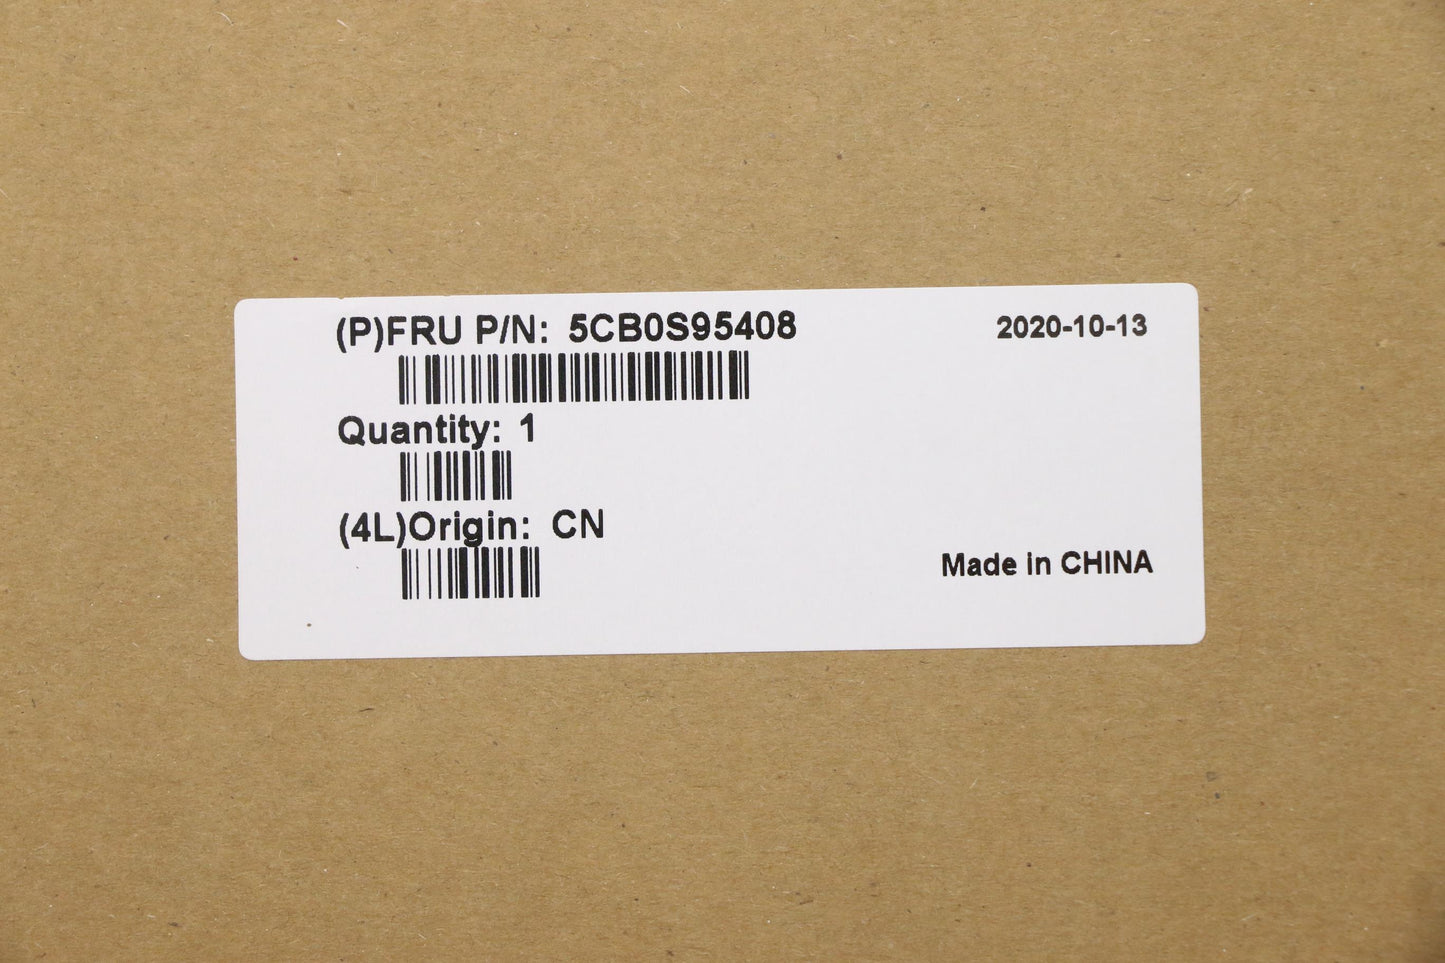 (P)FRU P/N: 5CB0S95408
2020-10-13
Quantity: 1
(4L)Origin: CN
Made in CHINA